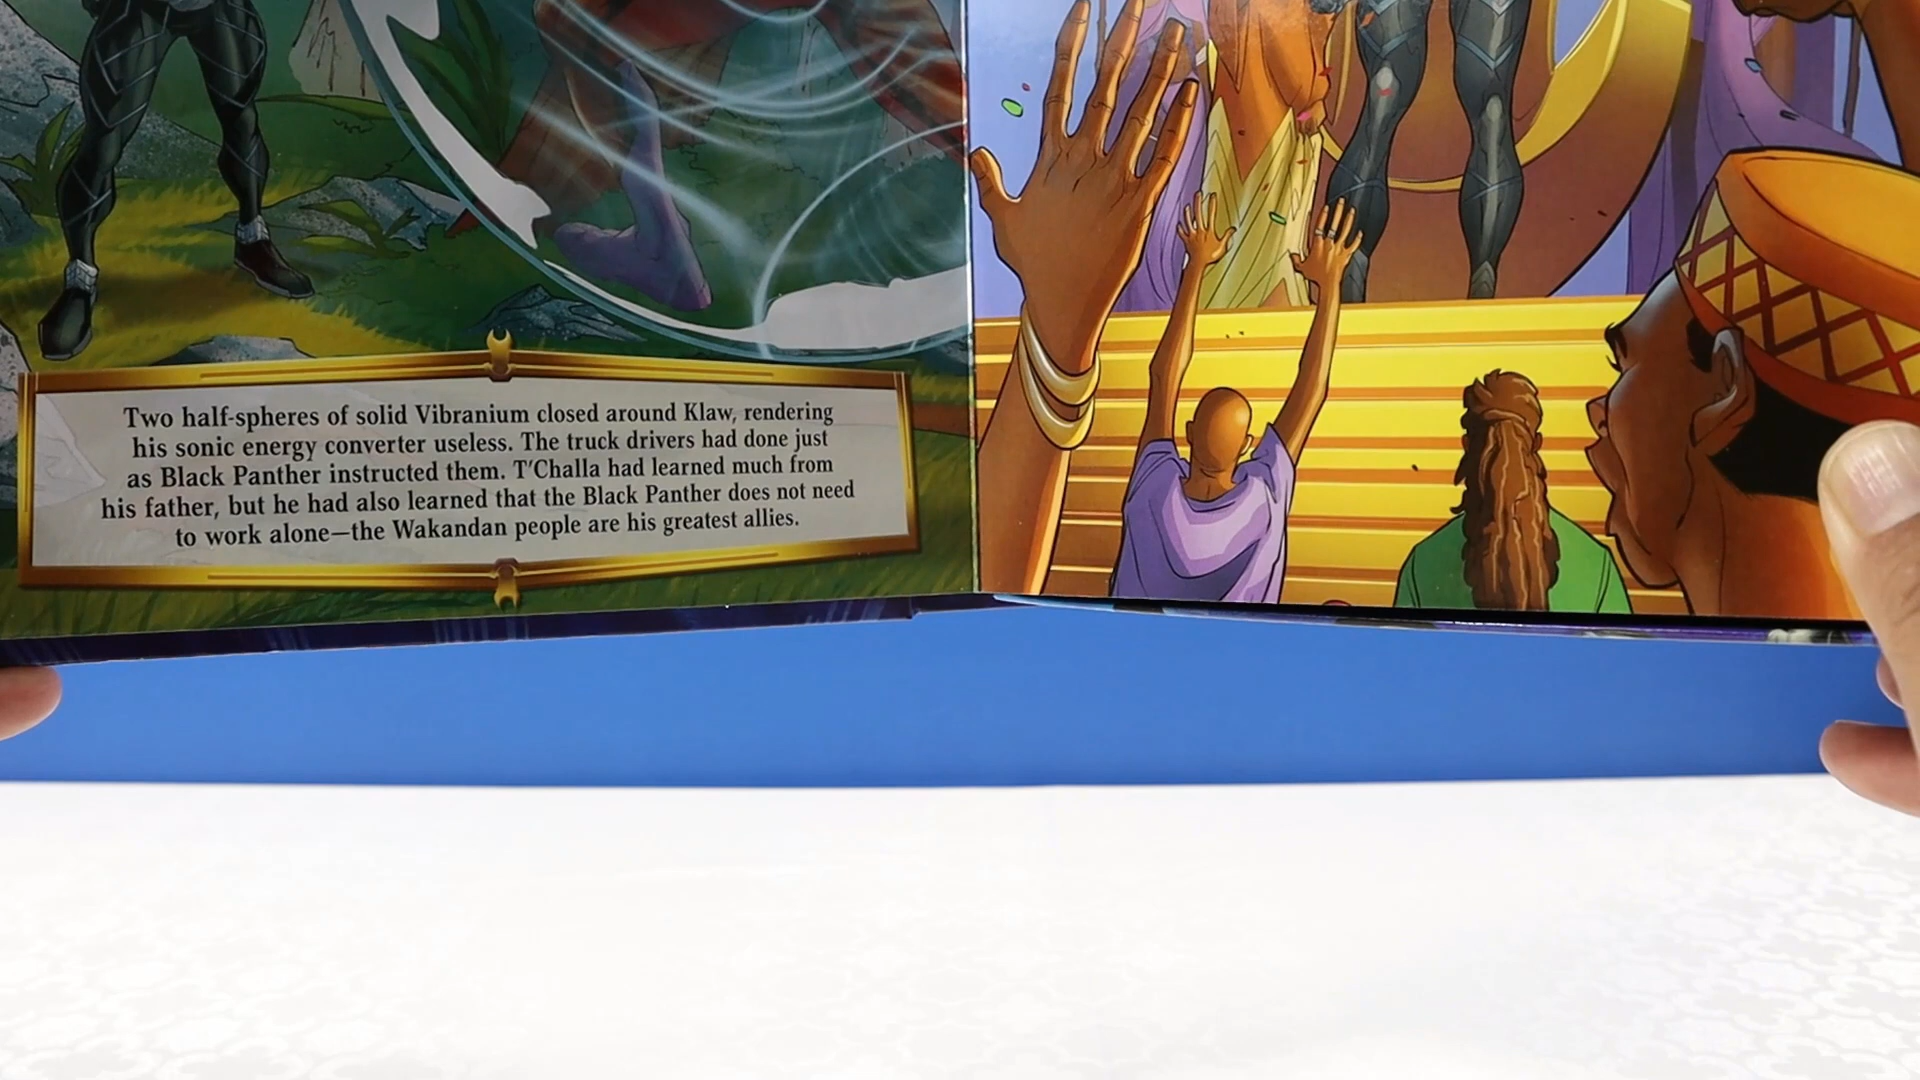 Two half-spheres of solid Vibranium closed around Klaw, rendering
his sonic energy converter useless. The truck drivers had done just
as Black Panther instructed them. T'Challa had learned much from
his father, but he had also learned that the Black Panther does not need
to work alone—the Wakandan people are his greatest allies.